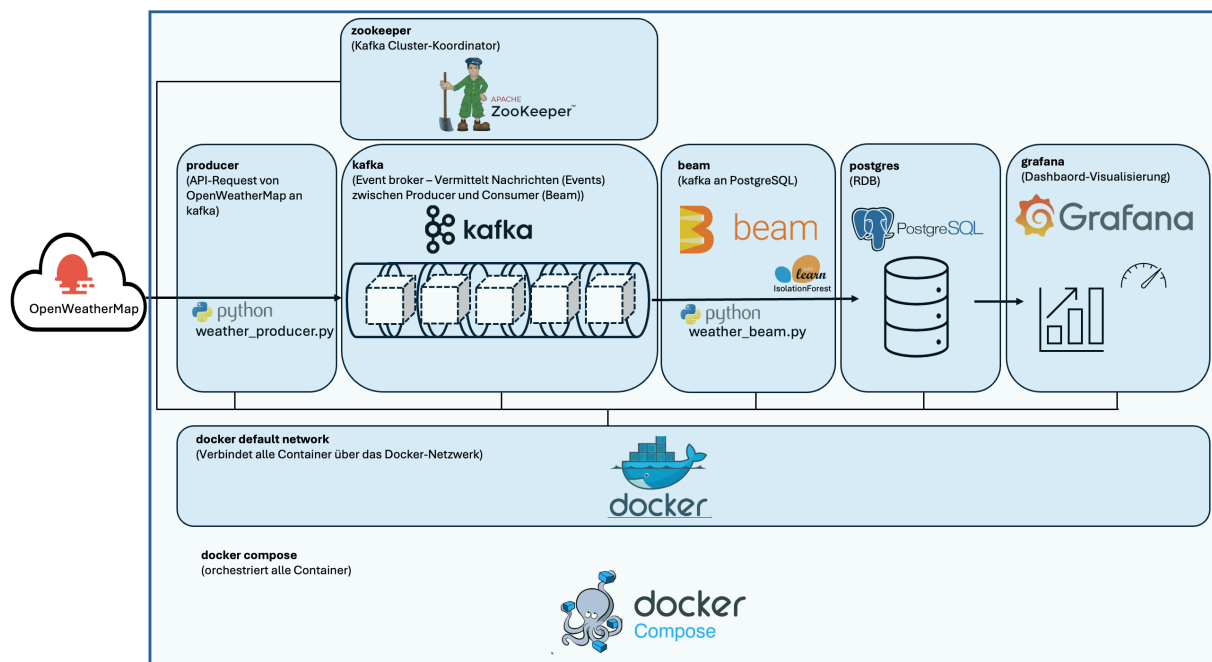 zookeeper
(Kafka Cluster-Koordinator)
APACHE
ZooKeeper™
producer
(API-Request von
OpenWeatherMap an
kafka)
kafka
(Event broker – Vermittelt Nachrichten (Events)
zwischen Producer und Consumer (Beam))
kafka
beam
(kafka an PostgreSQL)
beam
learn
IsolationForest
postgres
(RDB)
PostgreSQL
grafana
(Dashbaord-Visualisierung)
Grafana
OpenWeatherMap
python
weather_producer.py
python
weather_beam.py
docker default network
(Verbindet alle Container über das Docker-Netzwerk)
docker
docker compose
(orchestriert alle Container)
docker
Compose